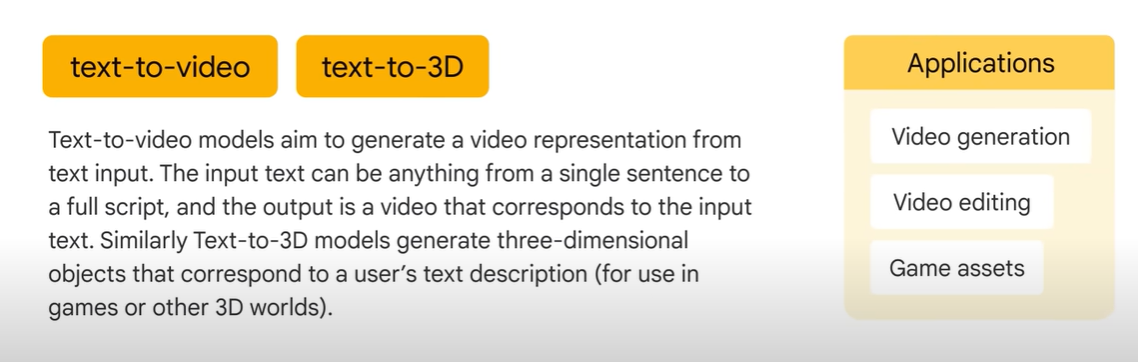 text-to-video
text-to-3D
Text-to-video models aim to generate a video representation from
text input. The input text can be anything from a single sentence to
a full script, and the output is a video that corresponds to the input
text. Similarly Text-to-3D models generate three-dimensional
objects that correspond to a user’s text description (for use in
games or other 3D worlds).
Applications
Video generation
Video editing
Game assets